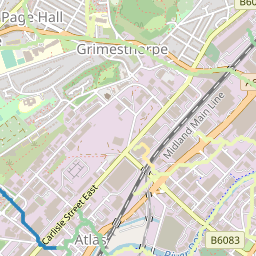 B60
Page Hall
Grimesthorpe
Midland Main Line
Carlisle Street East
Atlas
B6083